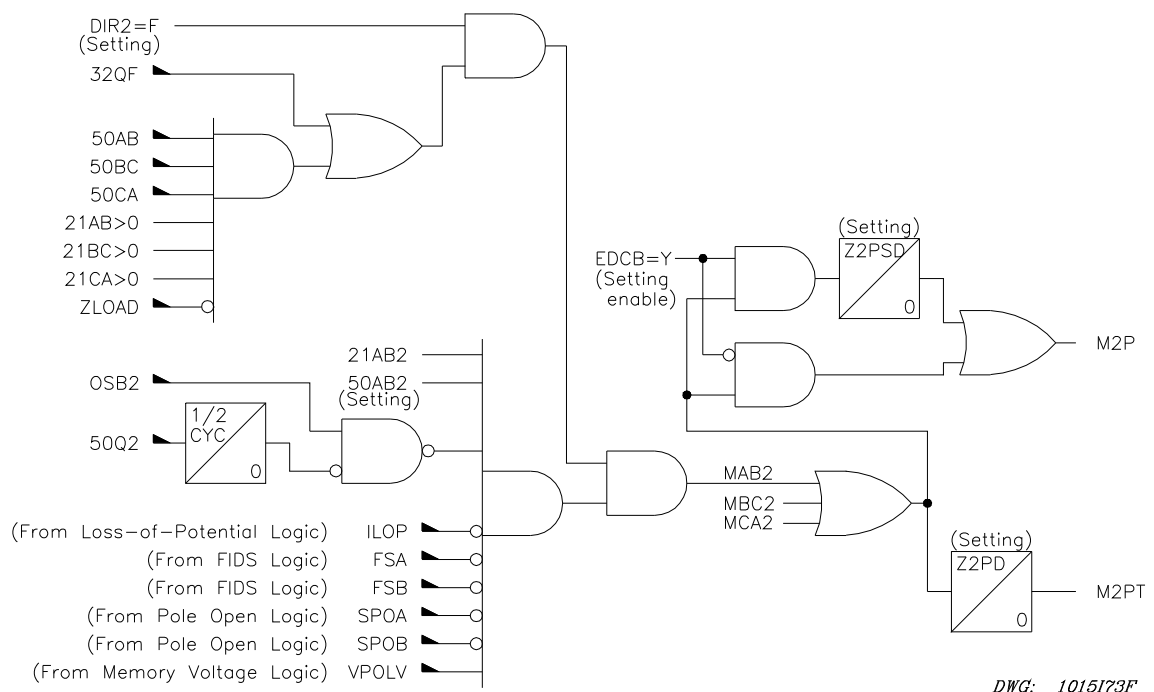 DIR2=F
(Setting)
32QF
50AB
50BC
50CA
21AB>0
21BC>0
21CA>0
ZLOAD
EDCB=Y
(Setting
enable)
(Setting)
Z2PSD
0
M2P
21AB2
50AB2
(Setting)
OSB2
50Q2
1/2
CYC
0
MAB2
MBC2
MCA2
(From Loss-of-Potential Logic) ILOP
(From FIDS Logic) FSA
(From FIDS Logic) FSB
(From Pole Open Logic) SPOA
(From Pole Open Logic) SPOB
(From Memory Voltage Logic) VPOLV
(Setting)
Z2PD
0
M2PT
DWG: 1015I73F